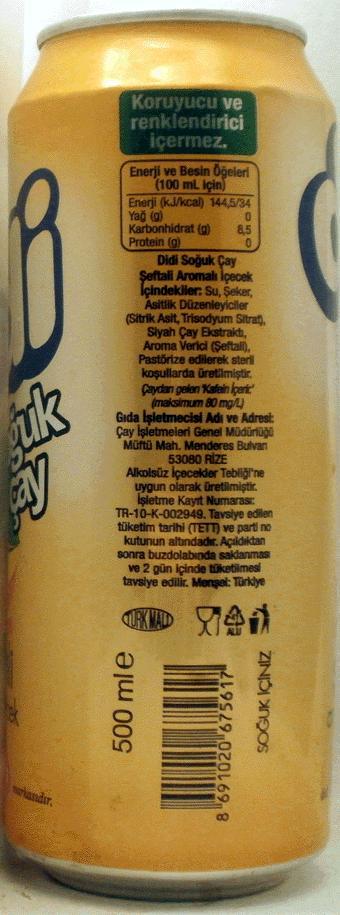 Koruyucu ve
renklendirici
içermez.
Enerji ve Besin Öğeleri
(100 mL için)
Enerji (kJ/kcal) 144,5/34
Yağ (g) 0
Karbonhidrat (g) 8,5
Protein (g) 0
Didi Soğuk Çay
Şeftali Aromalı İçecek
İçindekiler: Su, Şeker,
Asitlik Düzenleyiciler
(Sitrik Asit, Trisodyum Sitrat),
Siyah Çay Ekstraktı,
Aroma Verici (Şeftali),
Pastörize edilerek steril
koşullarda üretilmiştir.
Çaydan gelen 'Kafein İçerir.'
(maksimum 80 mg/L)
Gıda İşletmecisi Adı ve Adresi:
Çay İşletmeleri Genel Müdürlüğü
Müftü Mah. Menderes Bulvarı
53080 RİZE
Alkolsüz İçecekler Tebliği'ne
uygun olarak üretilmiştir.
İşletme Kayıt Numarası:
TR-10-K-002949. Tavsiye edilen
tüketim tarihi (TETT) ve parti no
kutunun altındadır. Açıldıktan
sonra buzdolabında saklanması
ve 2 gün içinde tüketilmesi
tavsiye edilir. Menşei: Türkiye
TÜRK MALI
ALU
500 ml e
8 691020 675617
SOĞUK İÇİNİZ
di
ğuk
çay
markasıdır.